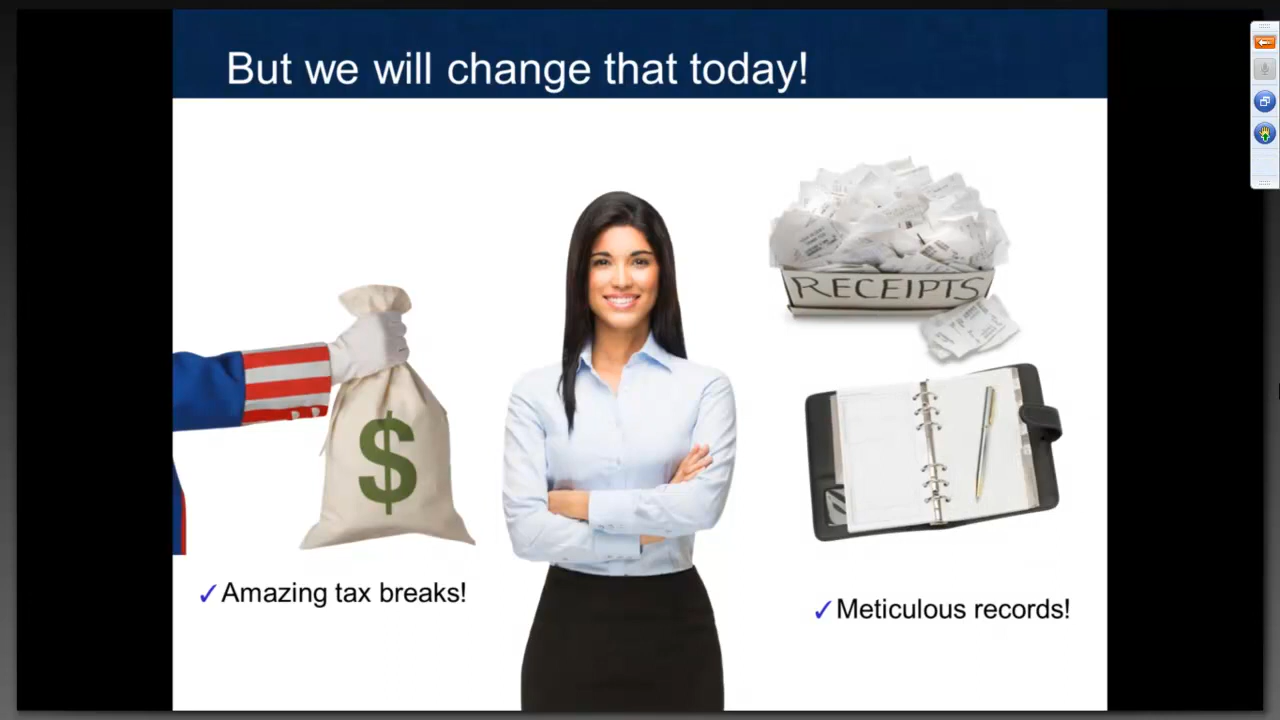 But we will change that today!
RECEIPTS
$
✓Amazing tax breaks!
✓Meticulous records!